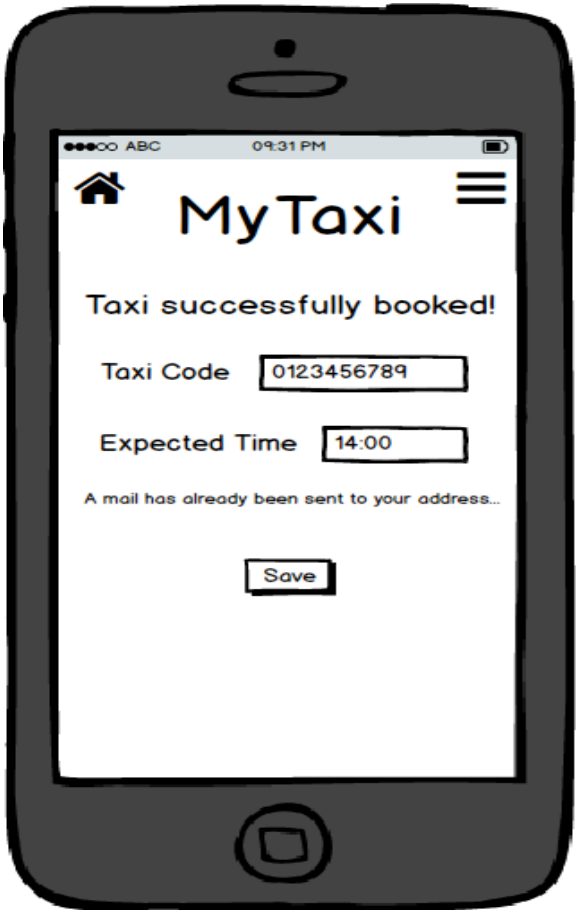 ABC 09:31 PM
MyTaxi
Taxi successfully booked!
Taxi Code 0123456789
Expected Time 14:00
A mail has already been sent to your address...
Save